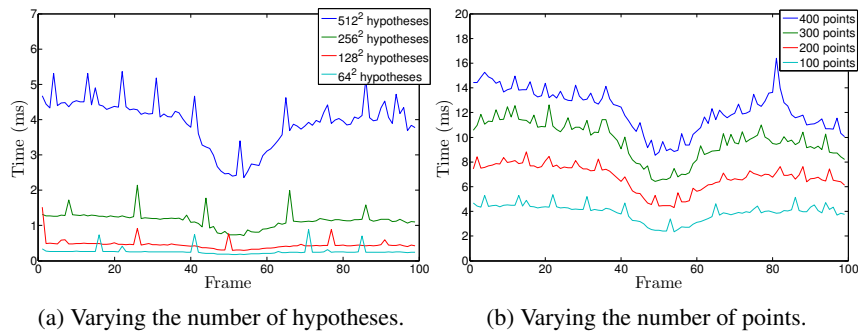 7
6
5
4
3
2
1
0
Time (ms)
0 20 40 60 80 100
Frame
512² hypotheses
256² hypotheses
128² hypotheses
64² hypotheses
(a) Varying the number of hypotheses.
20
18
16
14
12
10
8
6
4
2
0
Time (ms)
0 20 40 60 80 100
Frame
400 points
300 points
200 points
100 points
(b) Varying the number of points.